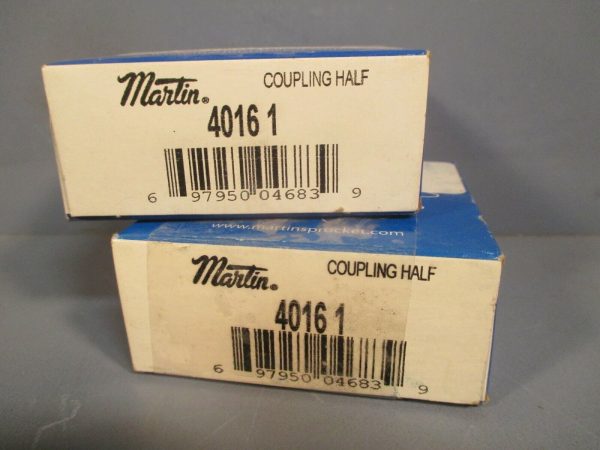 Martin® COUPLING HALF
4016 1
6 97950 04683 9
www.martinsprocket.com
Martin® COUPLING HALF
4016 1
6 97950 04683 9